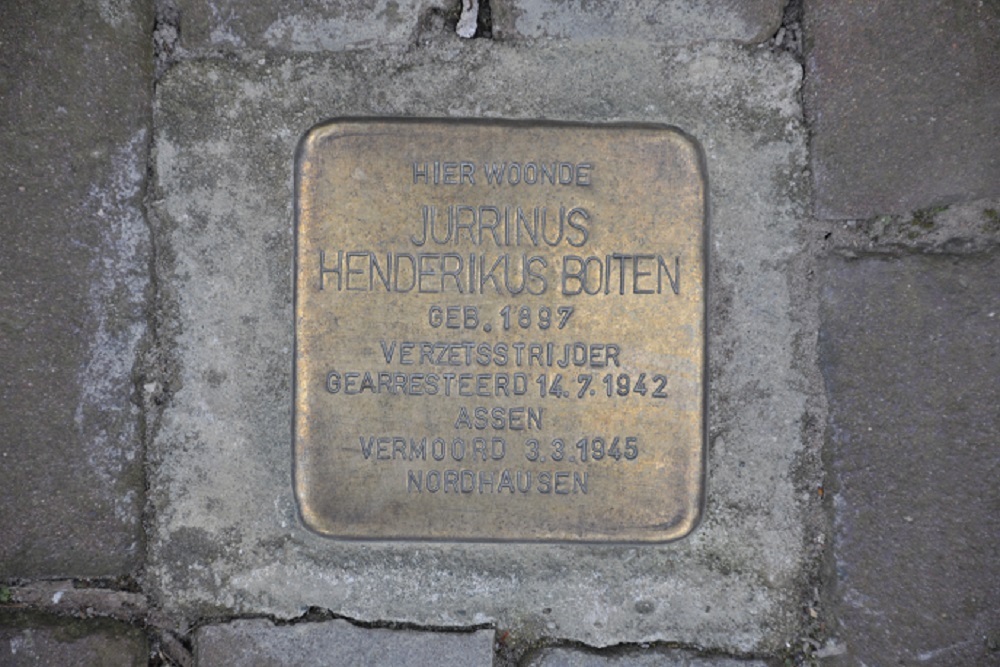 HIER WOONDE
JURRINUS
HENDERIKUS BOITEN
GEB. 1897
VERZETSSTRIJDER
GEARRESTEERD 14.7.1942
ASSEN
VERMOORD 3.3.1945
NORDHAUSEN